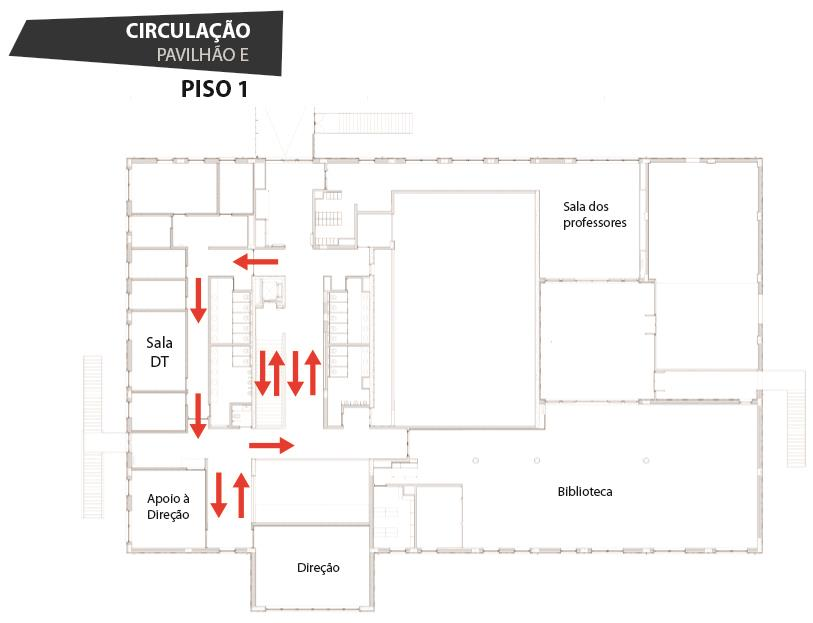 CIRCULAÇÃO
PAVILHÃO E
PISO 1
Sala dos
professores
Sala
DT
Apoio à
Direção
Biblioteca
Direção